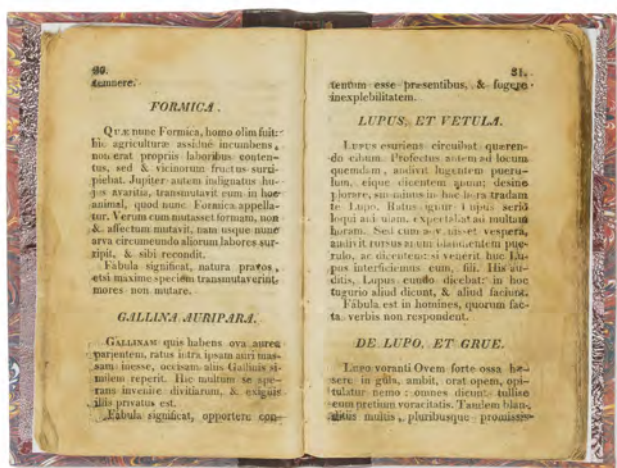 30.
temnere.
FORMICA.
QUÆ nunc Formica, homo olim fuit:
hic agriculturæ assidue incumbens,
non erat propriis laboribus conten-
tus, sed & vicinorum fructus surri-
piebat. Jupiter autem indignatus hu-
jus avaritia, transmutavit eum in hoc
animal, quod nunc Formica appella-
tur. Verum cum mutasset formam, non
& affectum mutavit, nam usque nunc
arva circumeundo aliorum labores sur-
ripit, & sibi recondit.
Fabula significat, natura pravos,
etsi maxime speciem transmutaverint,
mores non mutare.
GALLINA AURIPARA.
GALLINAM quis habens ova aurea
parientem, ratus intra ipsam auri mas-
sam inesse, occisam aliis Gallinis si-
milem reperit. Hic multum se spe-
rans invenire divitiarum, & exiguis
illis privatus est.
Fabula significat, opportere con-
31.
tentum esse præsentibus, & fugere
inexplebilitatem.
LUPUS, ET VETULA.
LUPUS esuriens circuibat queren-
do cibum. Profectus autem ad locum
quemdam, audivit lugentem pueru-
lum, eique dicentem anum: desine
plorare, sin minus in hac hora tradam
te Lupo. Ratus igitur Lupus serio
loqui aniculam, expectabat ad multam
horam. Sed cum advenisset vespera,
audivit rursus anum blandientem pue-
rulo, ac dicentem: si venerit huc Lu-
pus interficiemus eum, fili. His au-
ditis, Lupus eundo dicebat: in hoc
tugurio aliud dicunt, & aliud faciunt.
Fabula est in homines, quorum fac-
ta verbis non respondent.
DE LUPO, ET GRUE.
Lupo voranti Ovem forte ossa hæ-
sere in gula, ambit, orat opem, opi-
tulatur nemo: omnes dicunt tulisse
eum pretium voracitatis. Tandem blan-
ditiis multis, pluribusque promissis